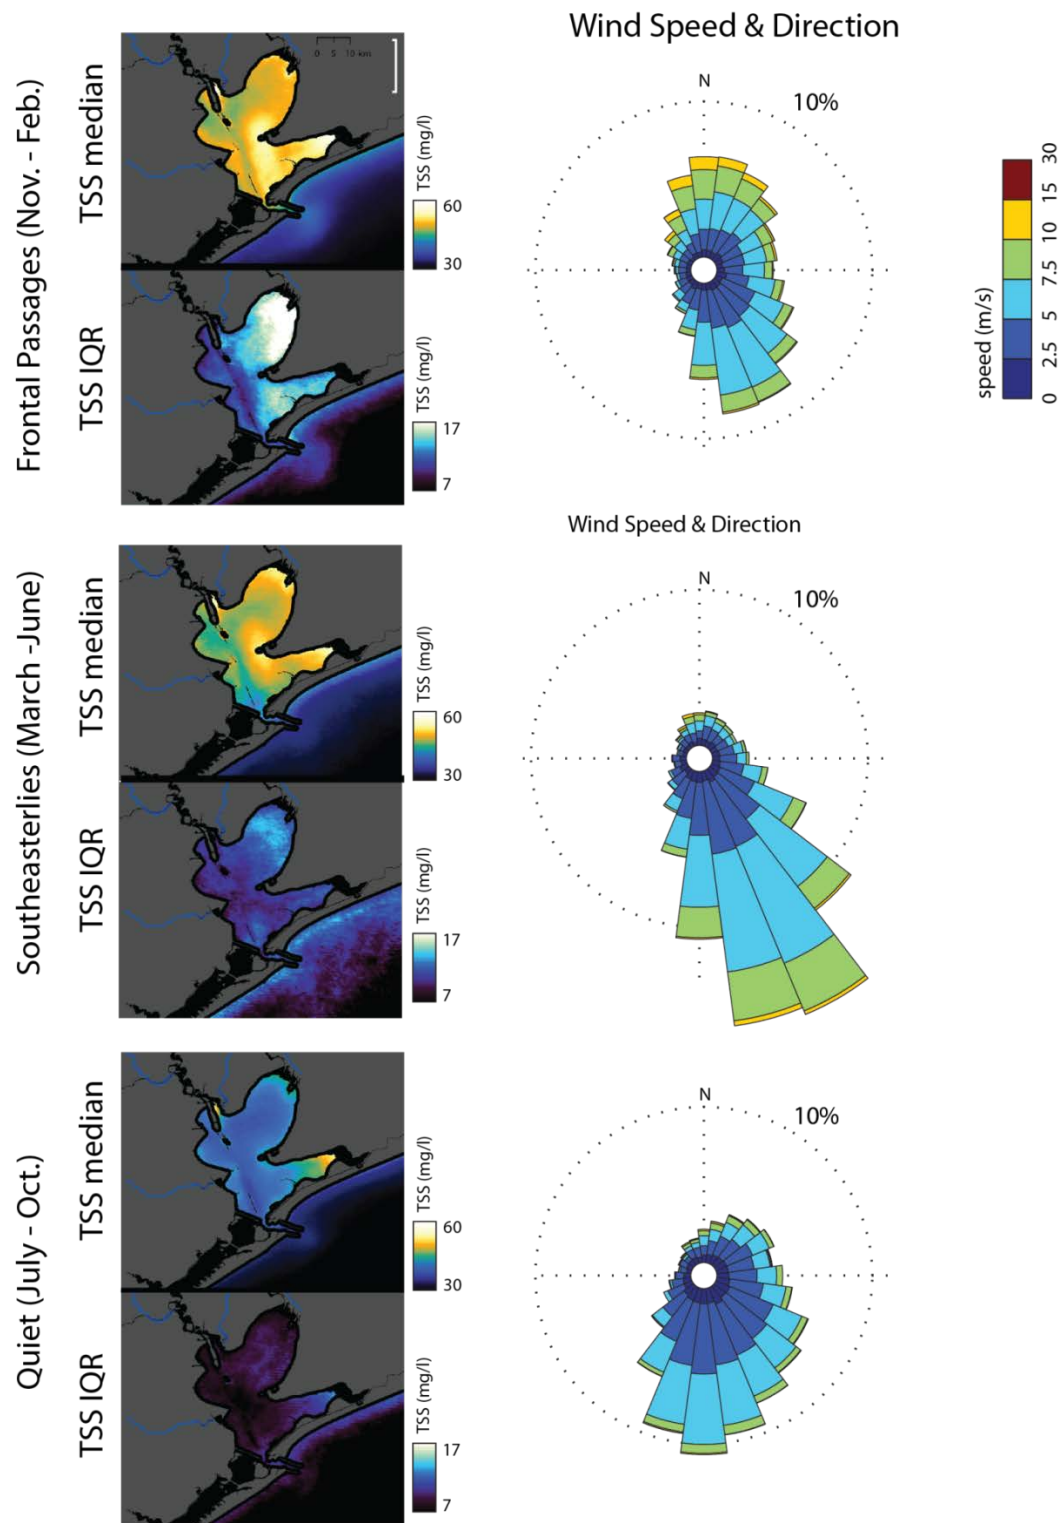 Wind Speed & Direction
Frontal Passages (Nov. - Feb.)
TSS median
0 5 10 km
TSS (mg/l)
60
30
N
10%
speed (m/s)
0 2.5 5 7.5 10 15 30
TSS IQR
TSS (mg/l)
17
7
Wind Speed & Direction
Southeasterlies (March -June)
TSS median
TSS (mg/l)
60
30
N
10%
TSS IQR
TSS (mg/l)
17
7
Quiet (July - Oct.)
TSS median
TSS (mg/l)
60
30
N
10%
TSS IQR
TSS (mg/l)
17
7